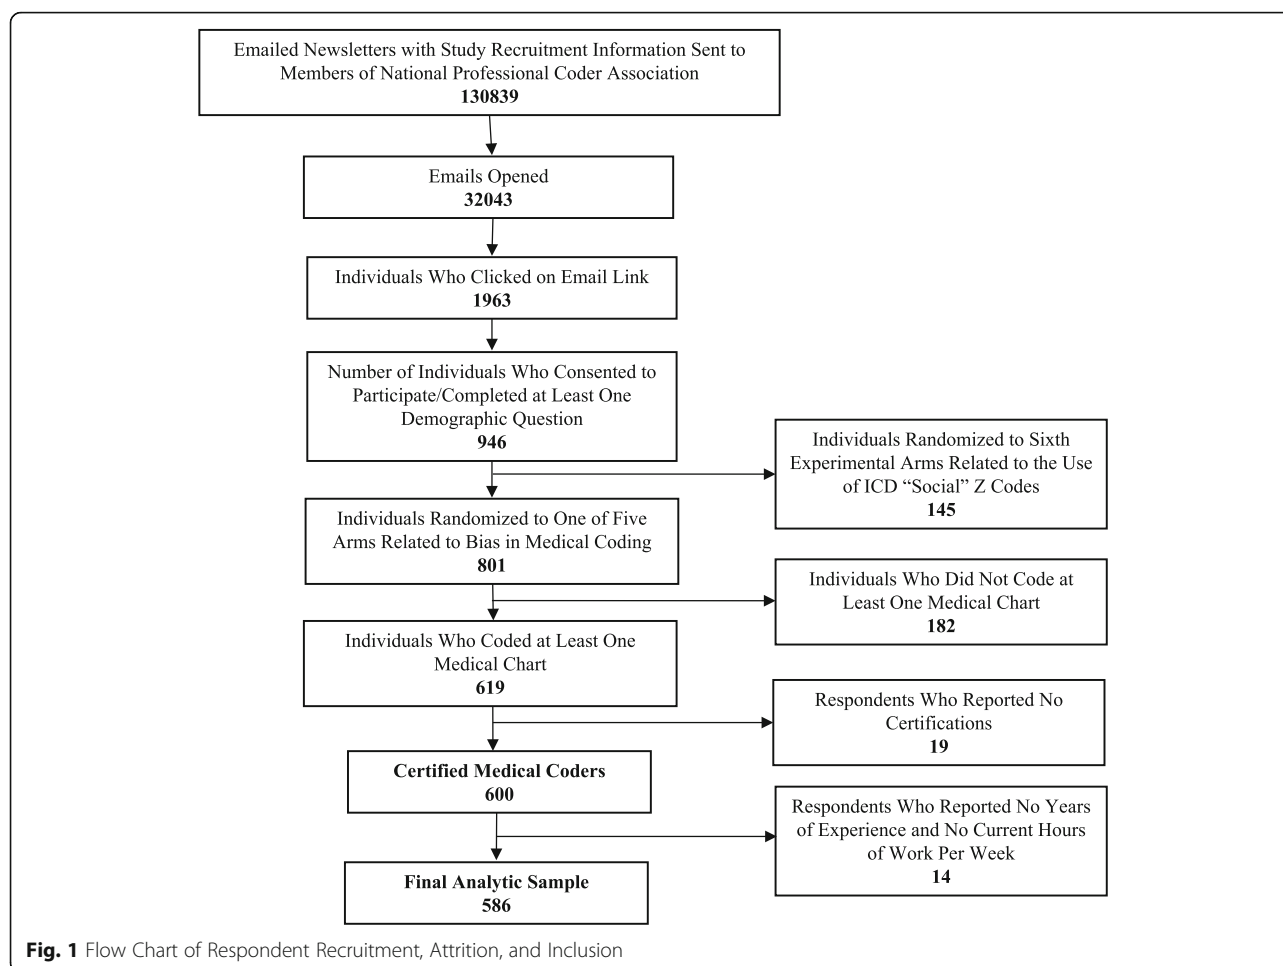 Emailed Newsletters with Study Recruitment Information Sent to
Members of National Professional Coder Association
130839
Emails Opened
32043
Individuals Who Clicked on Email Link
1963
Number of Individuals Who Consented to
Participate/Completed at Least One
Demographic Question
946
Individuals Randomized to Sixth
Experimental Arms Related to the Use
of ICD “Social” Z Codes
145
Individuals Randomized to One of Five
Arms Related to Bias in Medical Coding
801
Individuals Who Did Not Code at
Least One Medical Chart
182
Individuals Who Coded at Least One
Medical Chart
619
Respondents Who Reported No
Certifications
19
Certified Medical Coders
600
Respondents Who Reported No Years
of Experience and No Current Hours
of Work Per Week
14
Final Analytic Sample
586
Fig. 1 Flow Chart of Respondent Recruitment, Attrition, and Inclusion